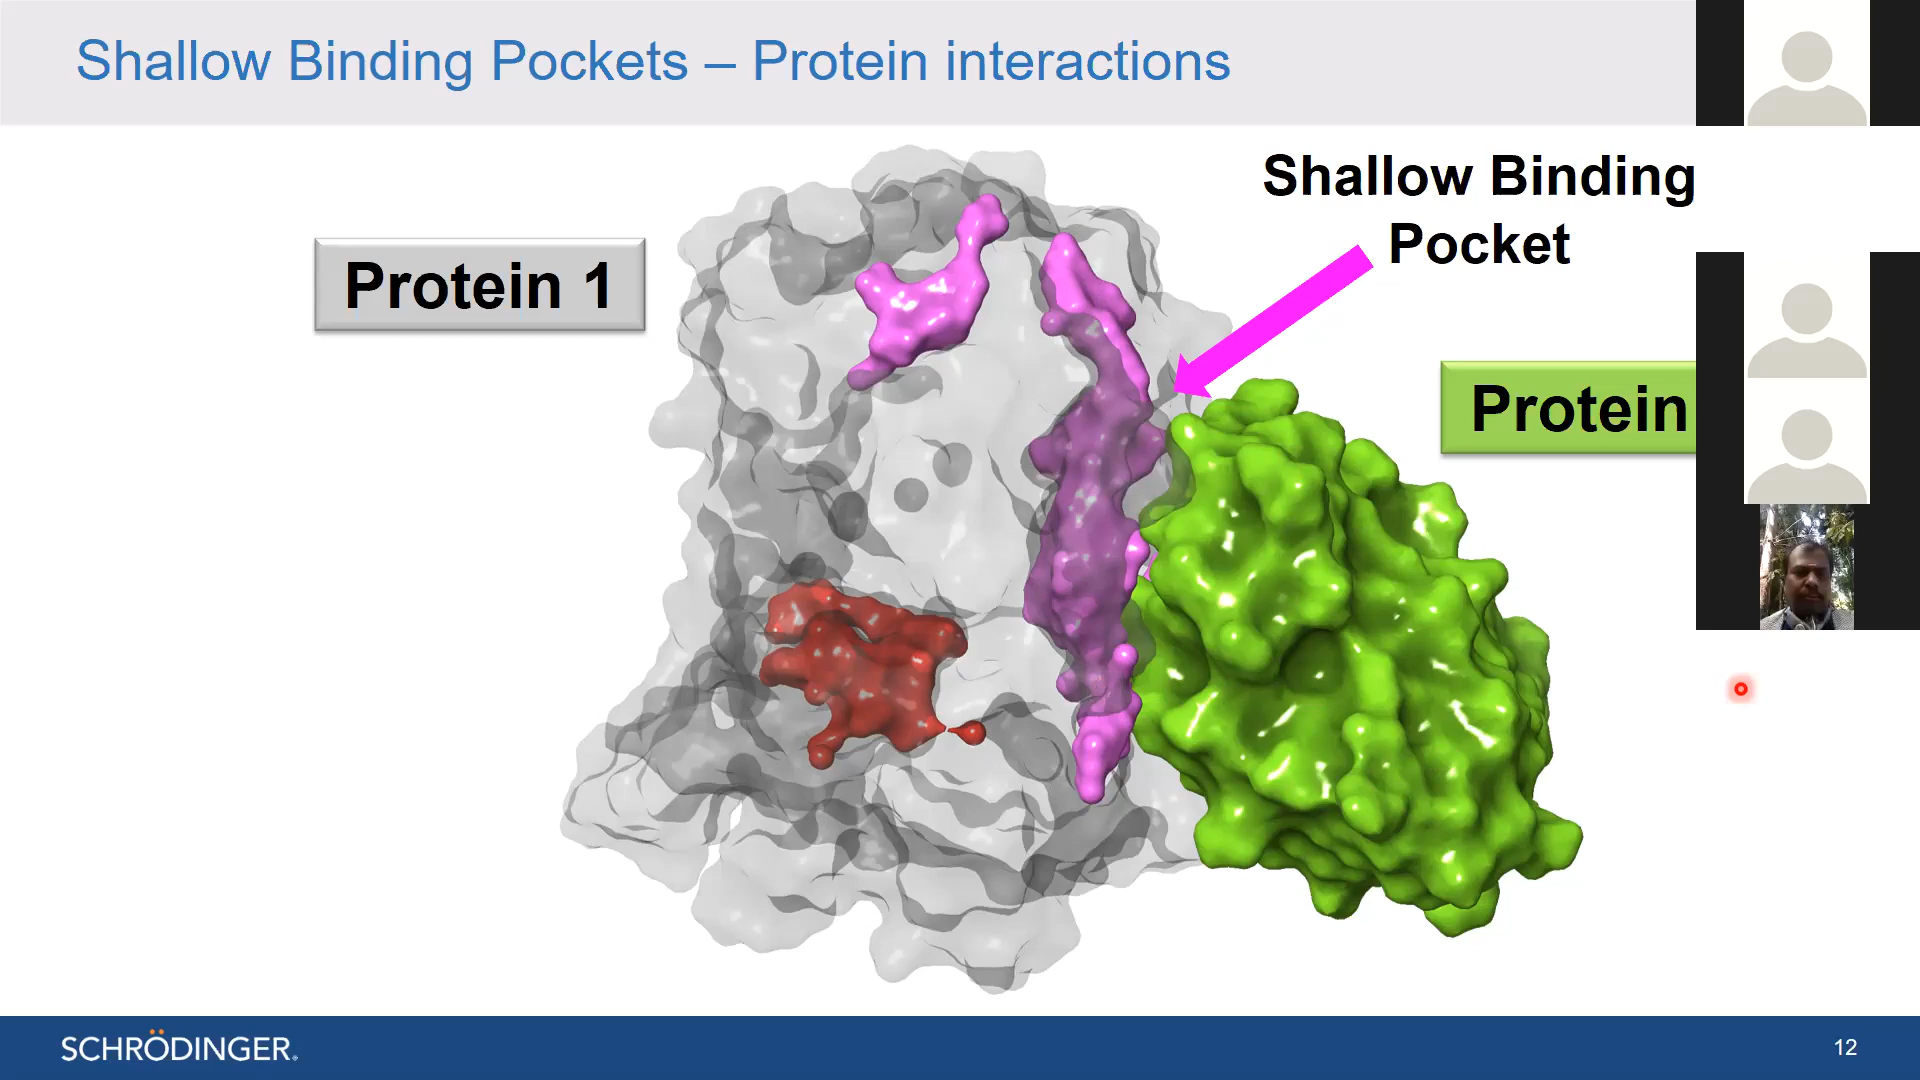 Shallow Binding Pockets – Protein interactions
Shallow Binding
Pocket
Protein 1
Protein
SCHRÖDINGER.
12